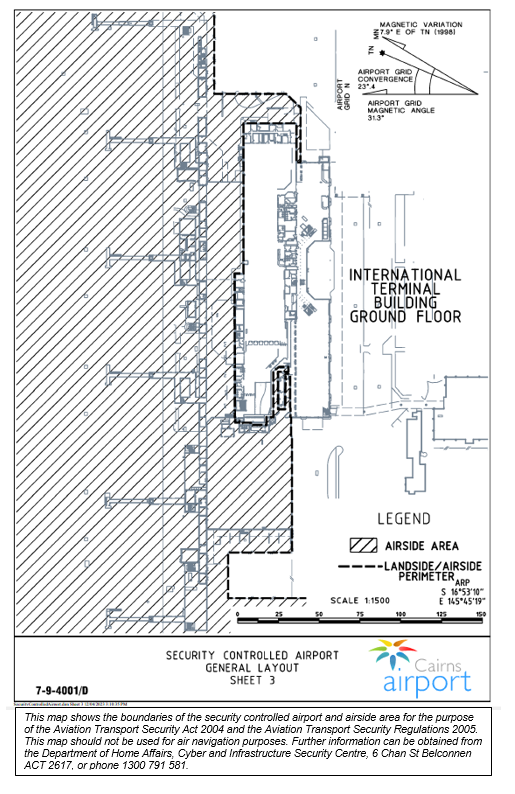 MAGNETIC VARIATION
7.9° E OF TN (1998)
MN
TN
AIRPORT GRID
CONVERGENCE
23°.4
AIRPORT
GRID N
AIRPORT GRID
MAGNETIC ANGLE
31.3°
INTERNATIONAL
TERMINAL
BUILDING
GROUND FLOOR
LEGEND
AIRSIDE AREA
LANDSIDE/AIRSIDE
PERIMETER
ARP
S 16°53'10"
E 145°45'19"
SCALE 1:1500
0 25 50 75 100 125 150
SECURITY CONTROLLED AIRPORT
GENERAL LAYOUT
SHEET 3
7-9-4001/D
Cairns
airport
This map shows the boundaries of the security controlled airport and airside area for the purpose
of the Aviation Transport Security Act 2004 and the Aviation Transport Security Regulations 2005.
This map should not be used for air navigation purposes. Further information can be obtained from
the Department of Home Affairs, Cyber and Infrastructure Security Centre, 6 Chan St Belconnen
ACT 2617, or phone 1300 791 581.